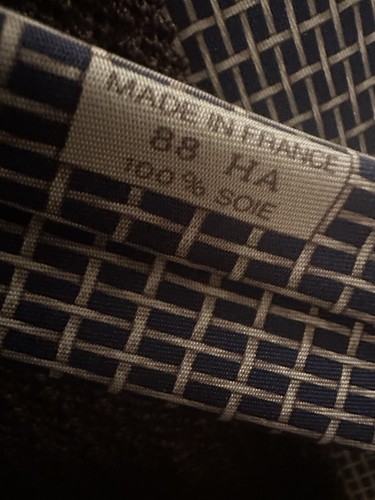 MADE IN FRANCE
88 HA
100% SOIE